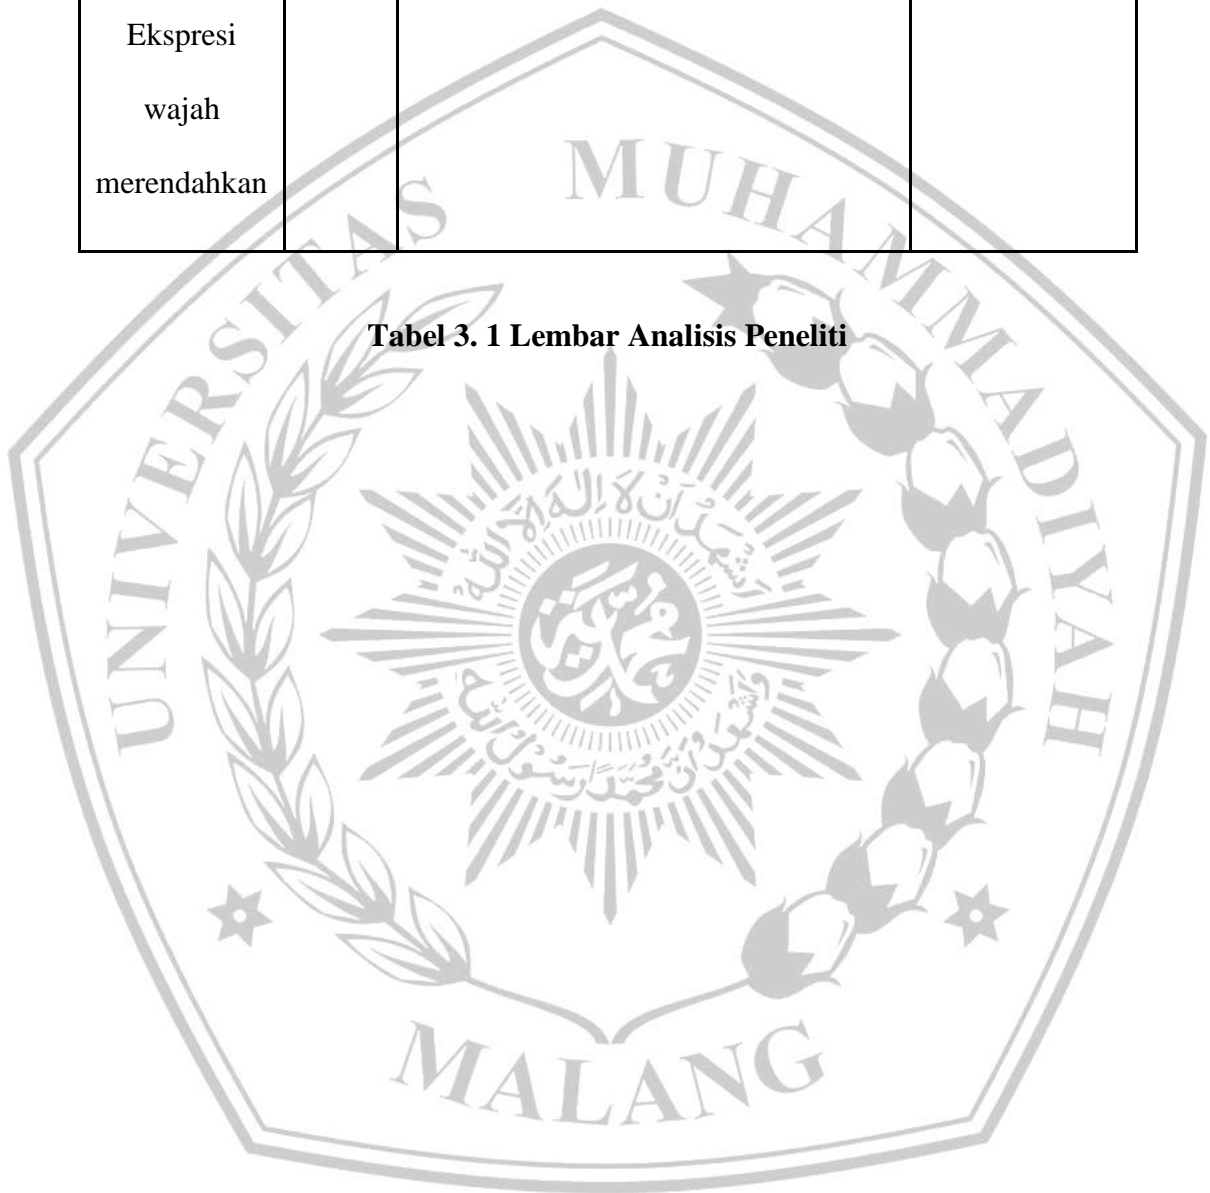 Ekspresi
wajah
merendahkan
Tabel 3. 1 Lembar Analisis Peneliti
UNIVERSITAS MUHAMMADIYAH
MALANG